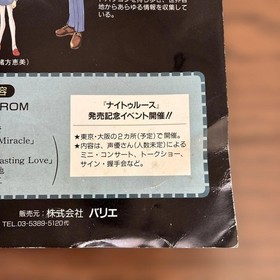 地からあらゆる情報を収集して
いる。
緒方恵美)
容
ROM
Miracle」
asting Love」
『ナイトゥルース』
発売記念イベント開催!!
★東京・大阪の2カ所(予定)で開催。
★内容は、声優さん(人数未定)による
ミニ・コンサート、トークショー、
サイン・握手会など。
販売元:株式会社 バリエ
TEL.03-5389-5120代